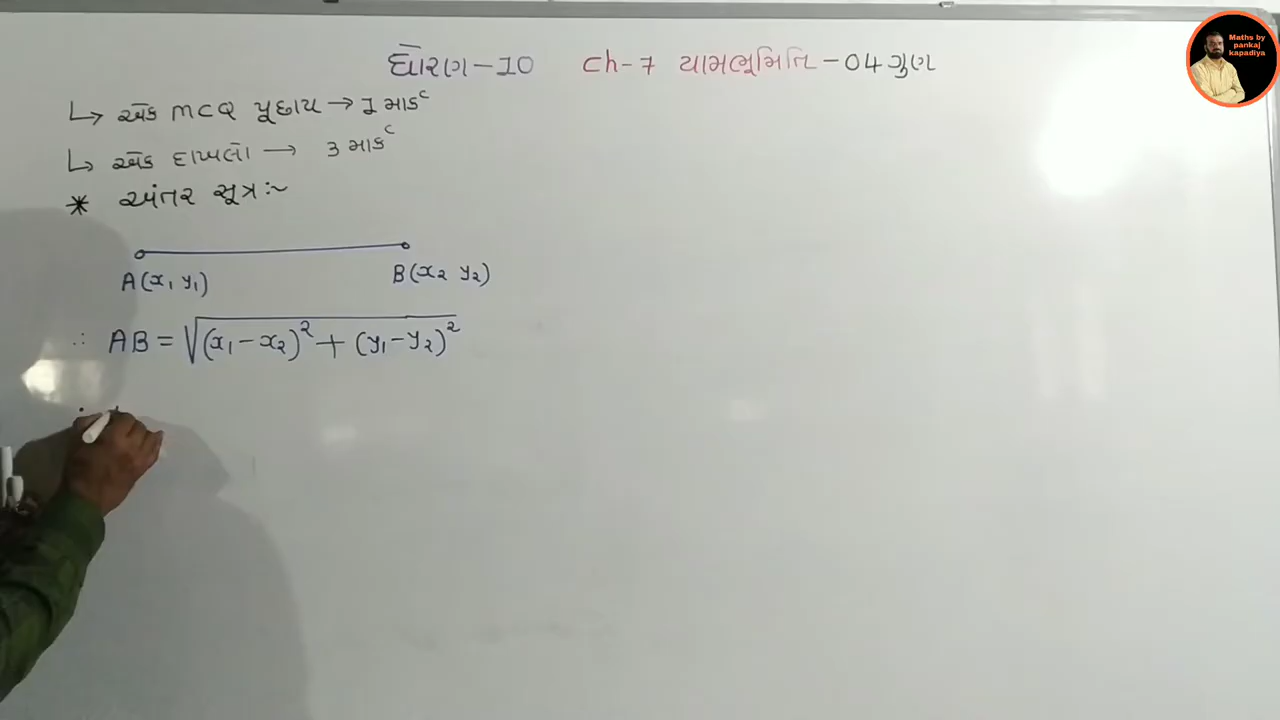 ધોરણ-10 ch-7 યામભૂમિતિ-04 ગુણ
Maths by
pankaj
kapadiya
↳ એક MCQ પૂછાય → 1 માર્ક
↳ એક દાખલો → 3 માર્ક
* અંતર સૂત્ર:~
A(x₁ y₁) B(x₂ y₂)
∴ AB = √(x₁-x₂)² + (y₁-y₂)²